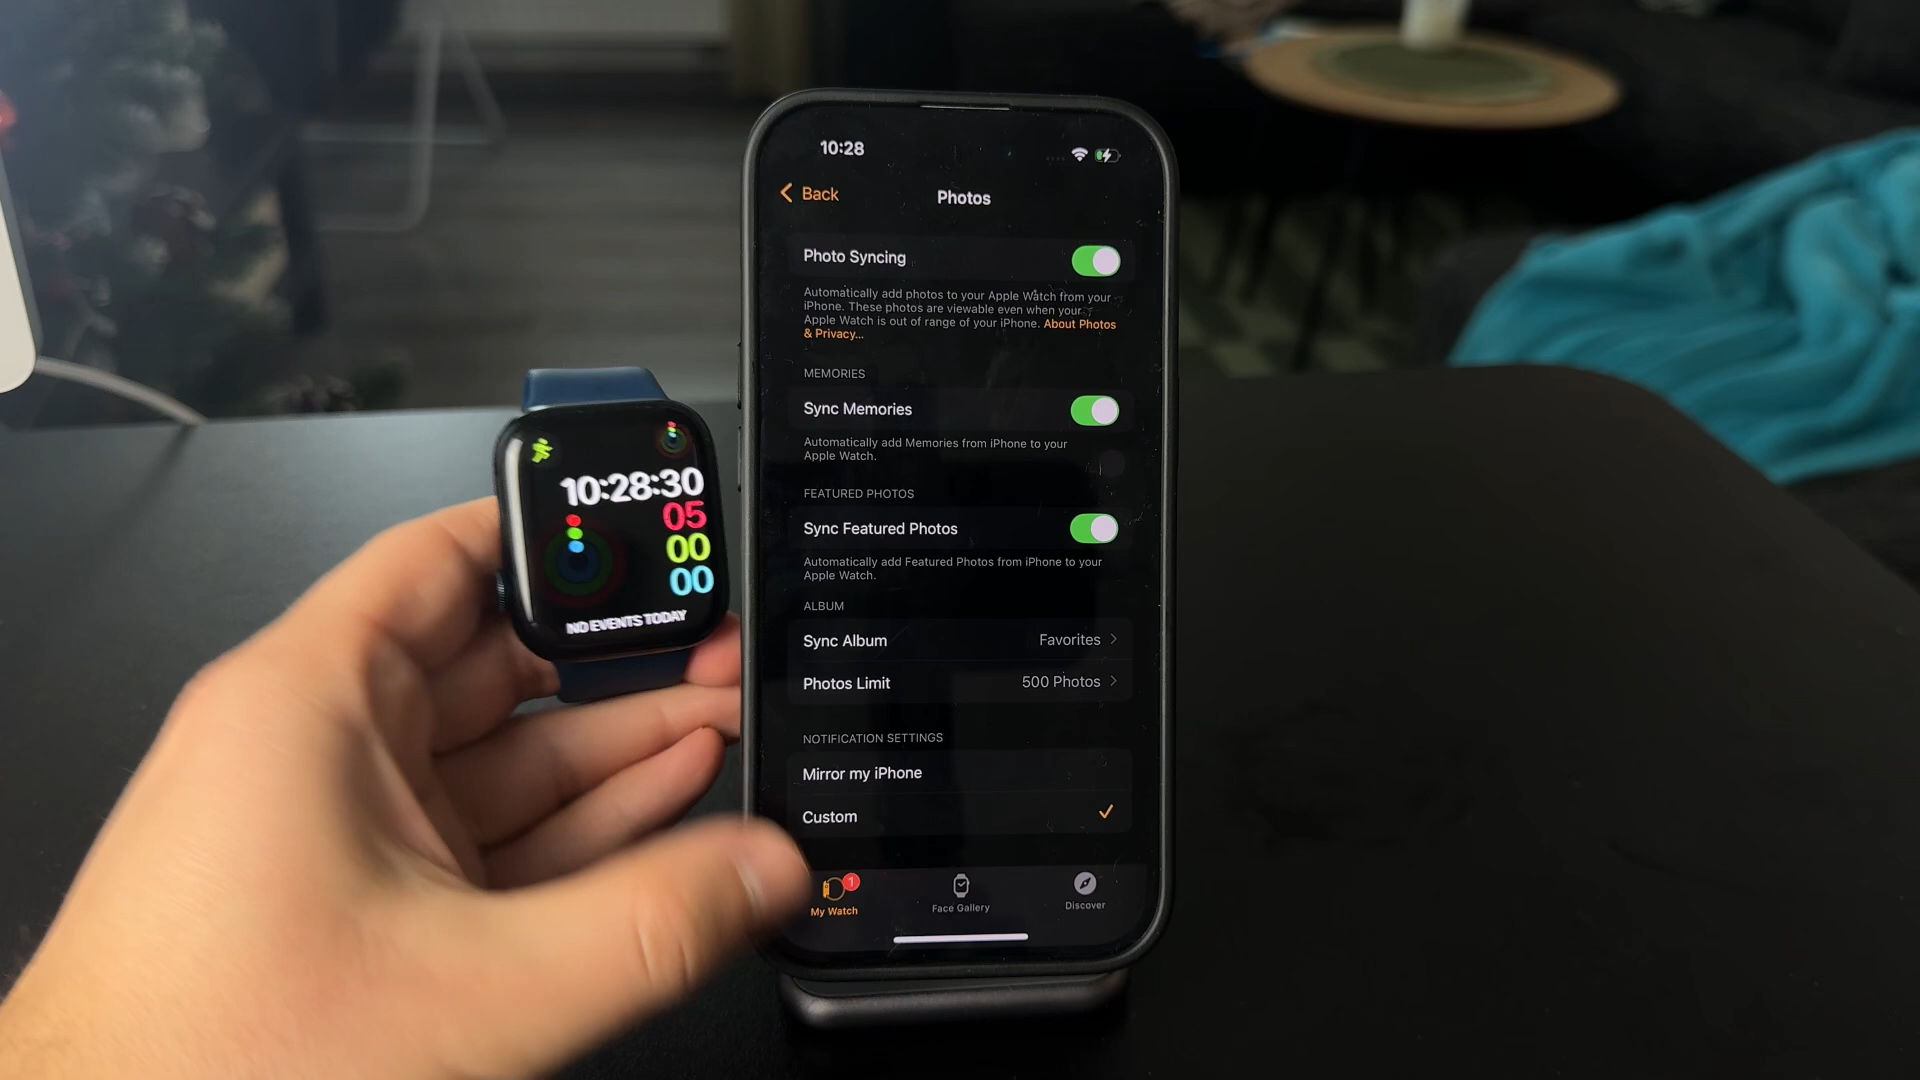 10:28
Back
Photos
Photo Syncing
Automatically add photos to your Apple Watch from your
iPhone. These photos are viewable even when your
Apple Watch is out of range of your iPhone. About Photos
& Privacy...
MEMORIES
Sync Memories
Automatically add Memories from iPhone to your
Apple Watch.
FEATURED PHOTOS
Sync Featured Photos
Automatically add Featured Photos from iPhone to your
Apple Watch.
ALBUM
Sync Album Favorites
Photos Limit 500 Photos
NOTIFICATION SETTINGS
Mirror my iPhone
Custom
1
My Watch Face Gallery Discover
10:28:30
05
00
00
NO EVENTS TODAY